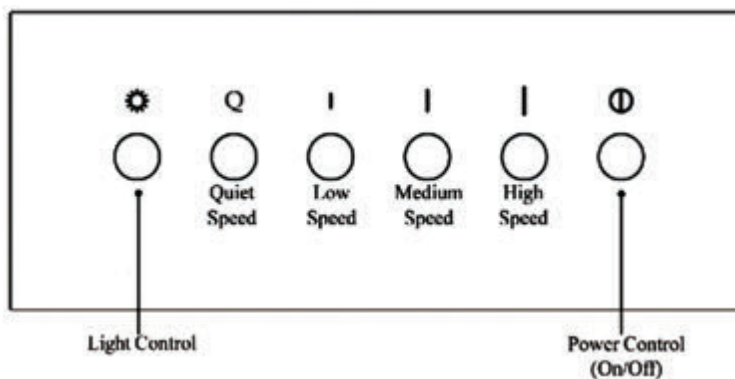 Q
Quiet Low Medium High
Speed Speed Speed Speed
Light Control Power Control
(On/Off)